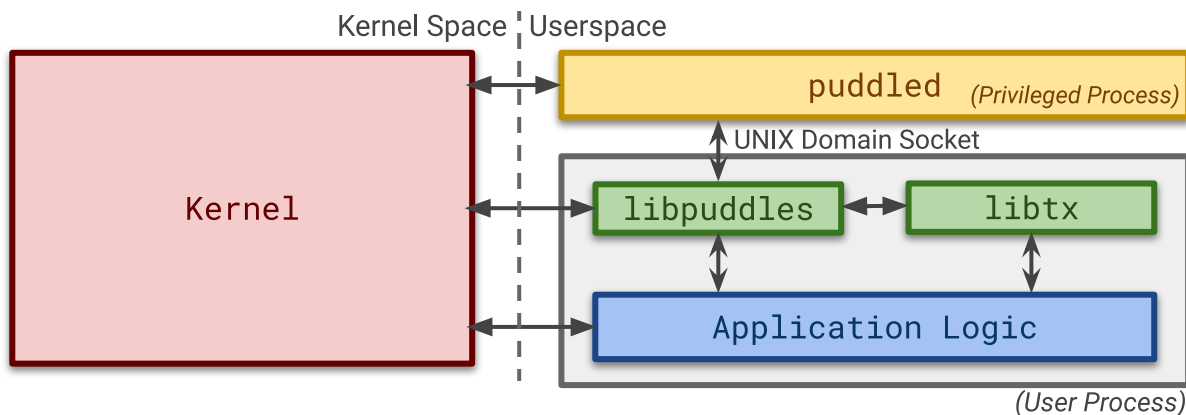 Kernel Space
Userspace
puddled
(Privileged Process)
UNIX Domain Socket
Kernel
libpuddles
libtx
Application Logic
(User Process)